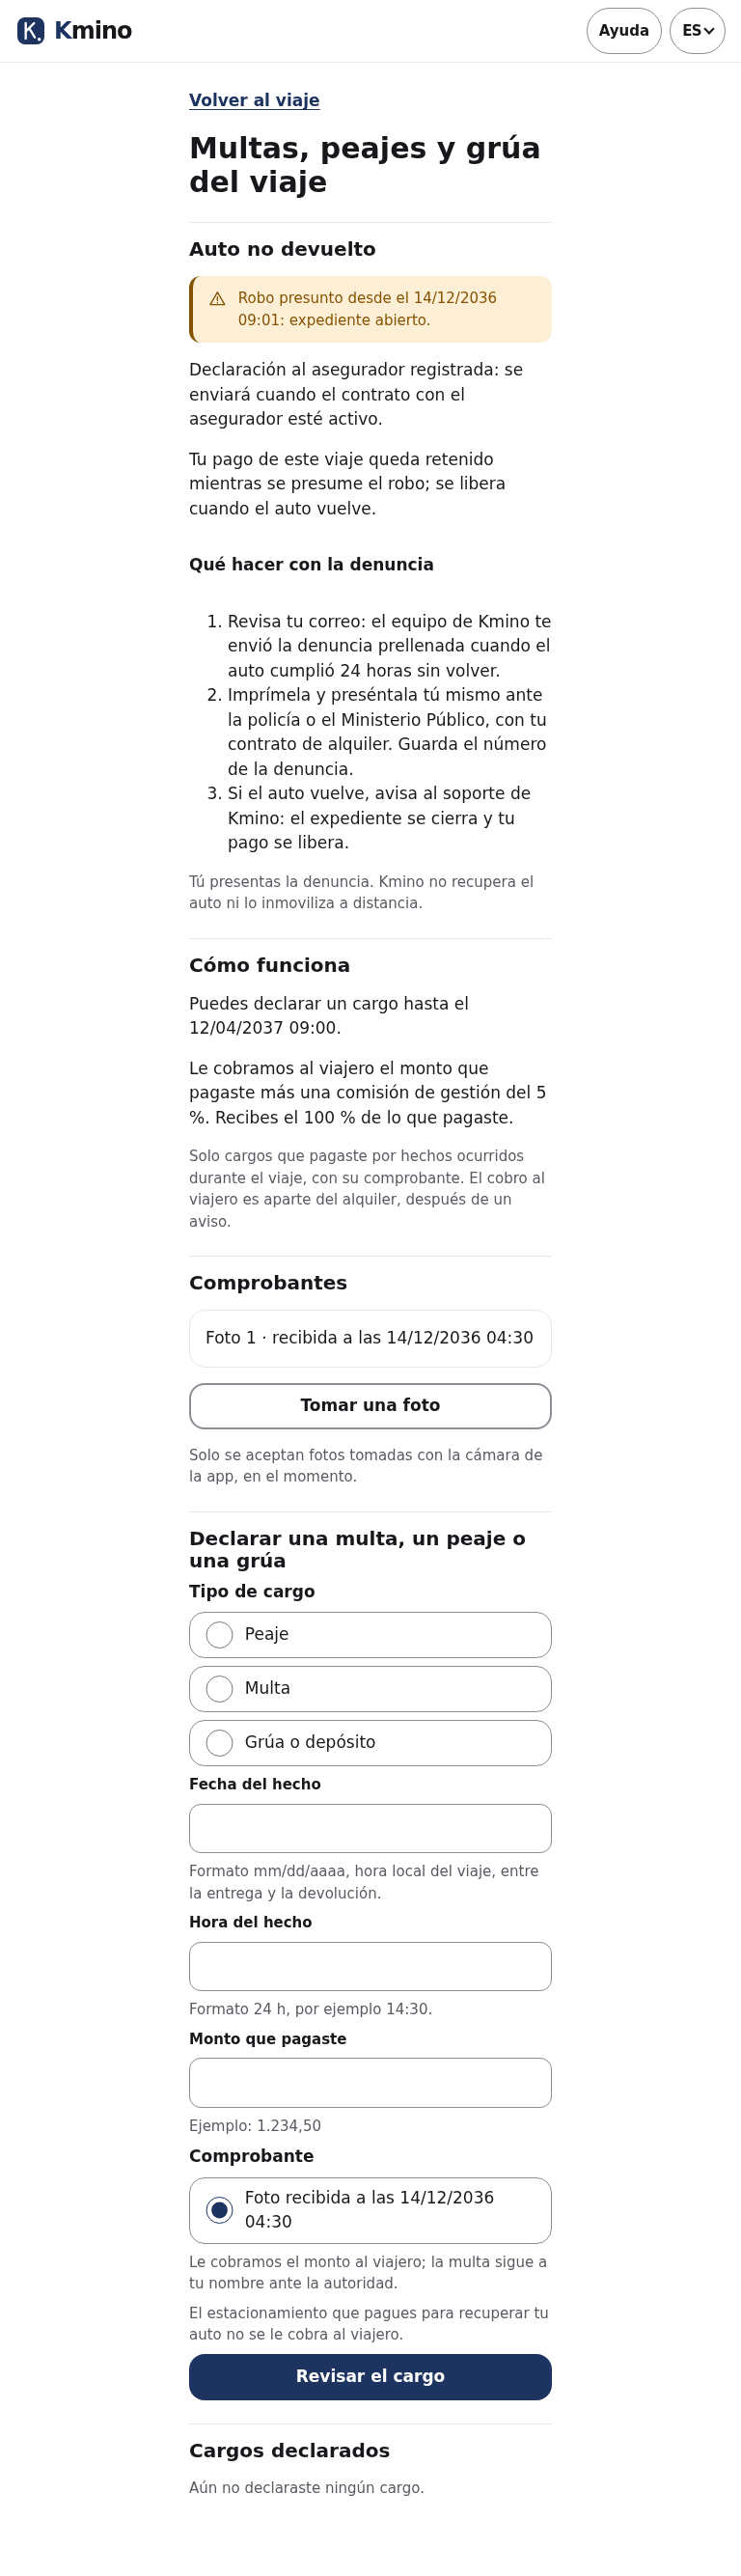 K. Kmino
Ayuda
ES
Volver al viaje
Multas, peajes y grúa
del viaje
Auto no devuelto
Robo presunto desde el 14/12/2036
09:01: expediente abierto.
Declaración al asegurador registrada: se
enviará cuando el contrato con el
asegurador esté activo.
Tu pago de este viaje queda retenido
mientras se presume el robo; se libera
cuando el auto vuelve.
Qué hacer con la denuncia
1. Revisa tu correo: el equipo de Kmino te
envió la denuncia prellenada cuando el
auto cumplió 24 horas sin volver.
2. Imprímela y preséntala tú mismo ante
la policía o el Ministerio Público, con tu
contrato de alquiler. Guarda el número
de la denuncia.
3. Si el auto vuelve, avisa al soporte de
Kmino: el expediente se cierra y tu
pago se libera.
Tú presentas la denuncia. Kmino no recupera el
auto ni lo inmoviliza a distancia.
Cómo funciona
Puedes declarar un cargo hasta el
12/04/2037 09:00.
Le cobramos al viajero el monto que
pagaste más una comisión de gestión del 5
%. Recibes el 100 % de lo que pagaste.
Solo cargos que pagaste por hechos ocurridos
durante el viaje, con su comprobante. El cobro al
viajero es aparte del alquiler, después de un
aviso.
Comprobantes
Foto 1 · recibida a las 14/12/2036 04:30
Tomar una foto
Solo se aceptan fotos tomadas con la cámara de
la app, en el momento.
Declarar una multa, un peaje o
una grúa
Tipo de cargo
Peaje
Multa
Grúa o depósito
Fecha del hecho
Formato mm/dd/aaaa, hora local del viaje, entre
la entrega y la devolución.
Hora del hecho
Formato 24 h, por ejemplo 14:30.
Monto que pagaste
Ejemplo: 1.234,50
Comprobante
Foto recibida a las 14/12/2036
04:30
Le cobramos el monto al viajero; la multa sigue a
tu nombre ante la autoridad.
El estacionamiento que pagues para recuperar tu
auto no se le cobra al viajero.
Revisar el cargo
Cargos declarados
Aún no declaraste ningún cargo.